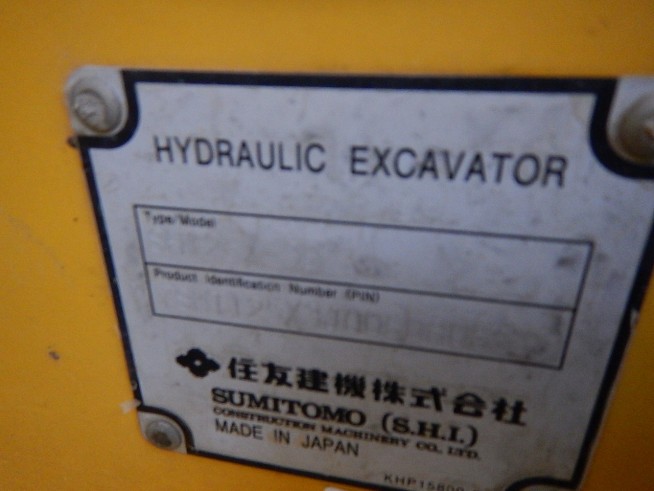 HYDRAULIC EXCAVATOR
Type/Model
Product Identification Number (PIN)
住友建機株式会社
SUMITOMO (S.H.I.)
CONSTRUCTION MACHINERY CO., LTD.
MADE IN JAPAN